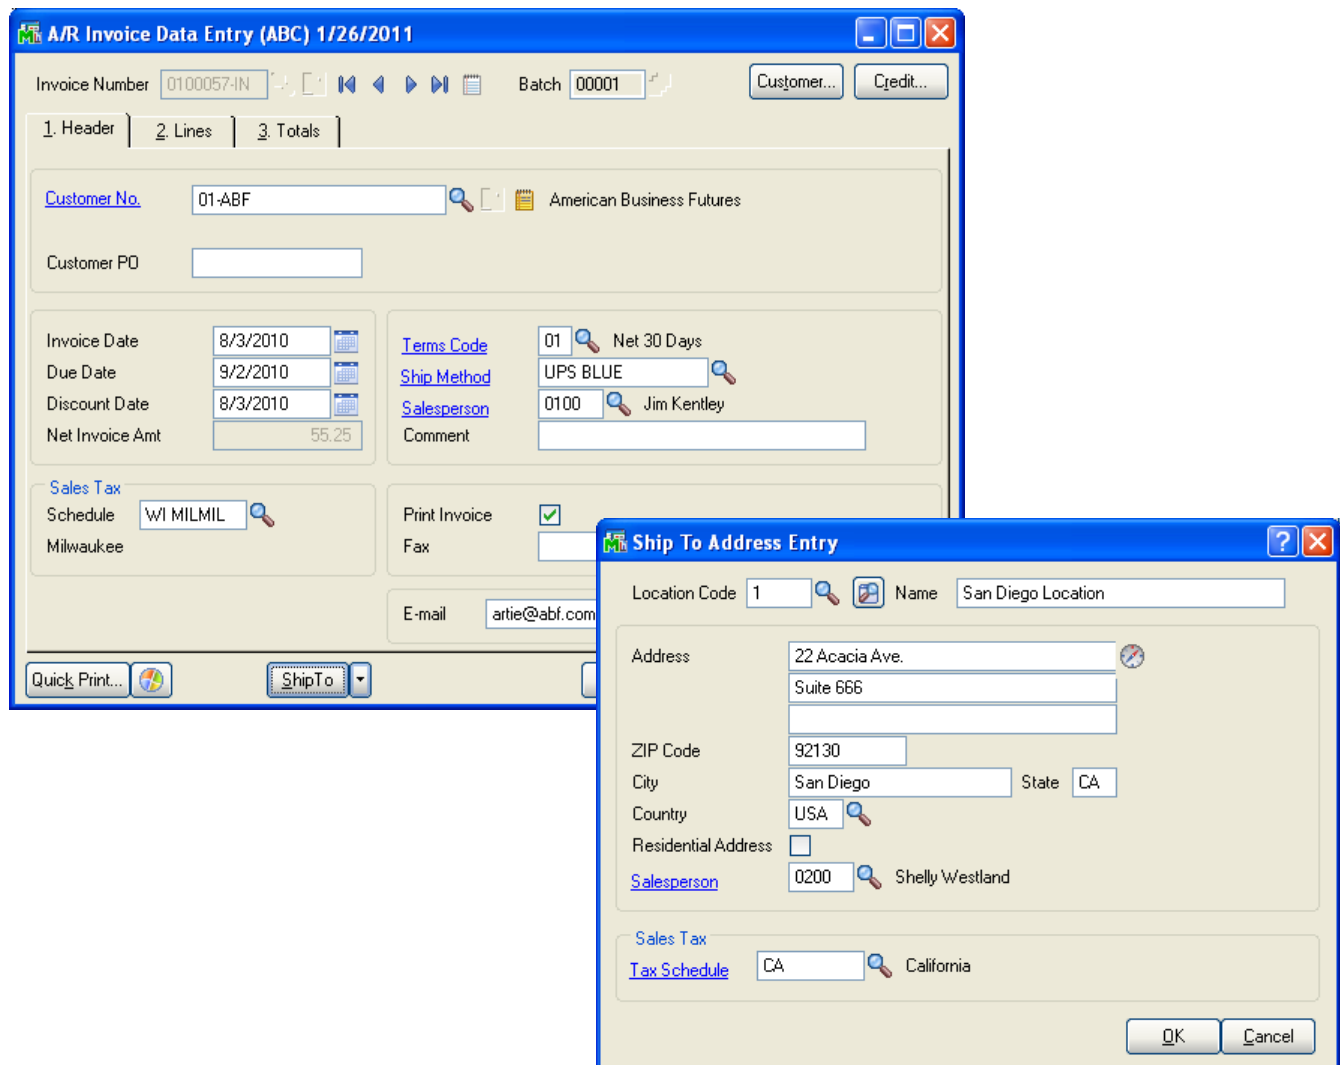 A/R Invoice Data Entry (ABC) 1/26/2011
Invoice Number 0100057-IN Batch 00001 Customer... Credit...
1. Header 2. Lines 3. Totals
Customer No. 01-ABF American Business Futures
Customer PO
Invoice Date 8/3/2010
Due Date 9/2/2010
Discount Date 8/3/2010
Net Invoice Amt 55.25
Terms Code 01 Net 30 Days
Ship Method UPS BLUE
Salesperson 0100 Jim Kentley
Comment
Sales Tax
Schedule WI MILMIL
Milwaukee
Print Invoice
Fax
E-mail artie@abf.com
Quick Print... ShipTo
Ship To Address Entry
Location Code 1 Name San Diego Location
Address 22 Acacia Ave.
Suite 666
ZIP Code 92130
City San Diego State CA
Country USA
Residential Address
Salesperson 0200 Shelly Westland
Sales Tax
Tax Schedule CA California
OK Cancel